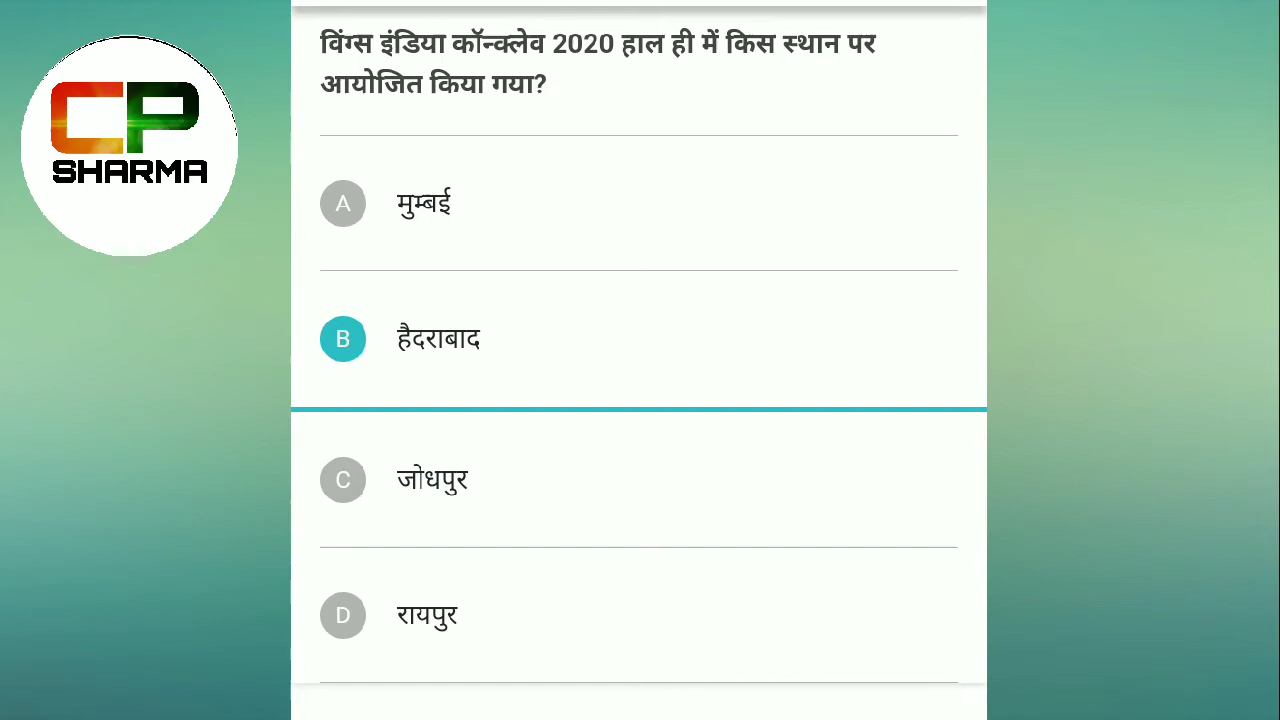 CP
SHARMA
विंग्स इंडिया कॉन्क्लेव 2020 हाल ही में किस स्थान पर
आयोजित किया गया?
A मुम्बई
B हैदराबाद
C जोधपुर
D रायपुर